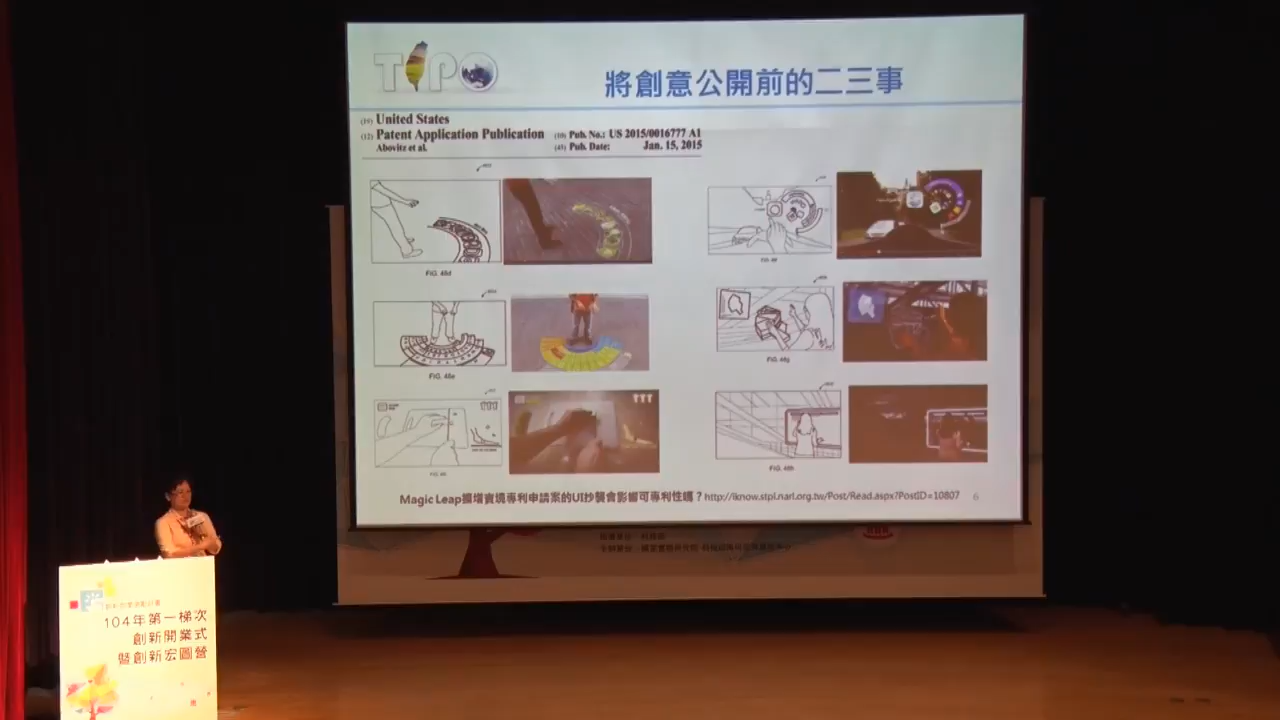 TIPO
將創意公開前的二三事
(19) United States
(12) Patent Application Publication
Abovitz et al.
(10) Pub. No.: US 2015/0016777 A1
(43) Pub. Date: Jan. 15, 2015
FIG. 48d
FIG. 48e
FIG. 48g
FIG. 48h
Magic Leap擴增實境專利申請案的UI抄襲會影響可專利性嗎？http://iknow.stpi.narl.org.tw/Post/Read.aspx?PostID=10807
6
104年第一梯次
創新開業式
暨創新宏圖營